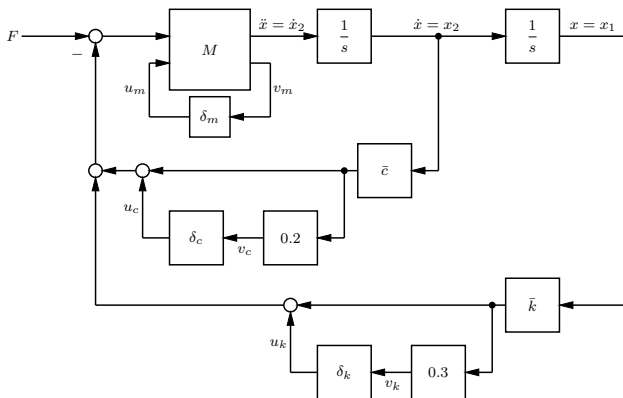 F
−
M
ẍ = ẋ₂
1
s
ẋ = x₂
1
s
x = x₁
u_m
v_m
δ_m
c̄
u_c
δ_c
v_c
0.2
k̄
u_k
δ_k
v_k
0.3